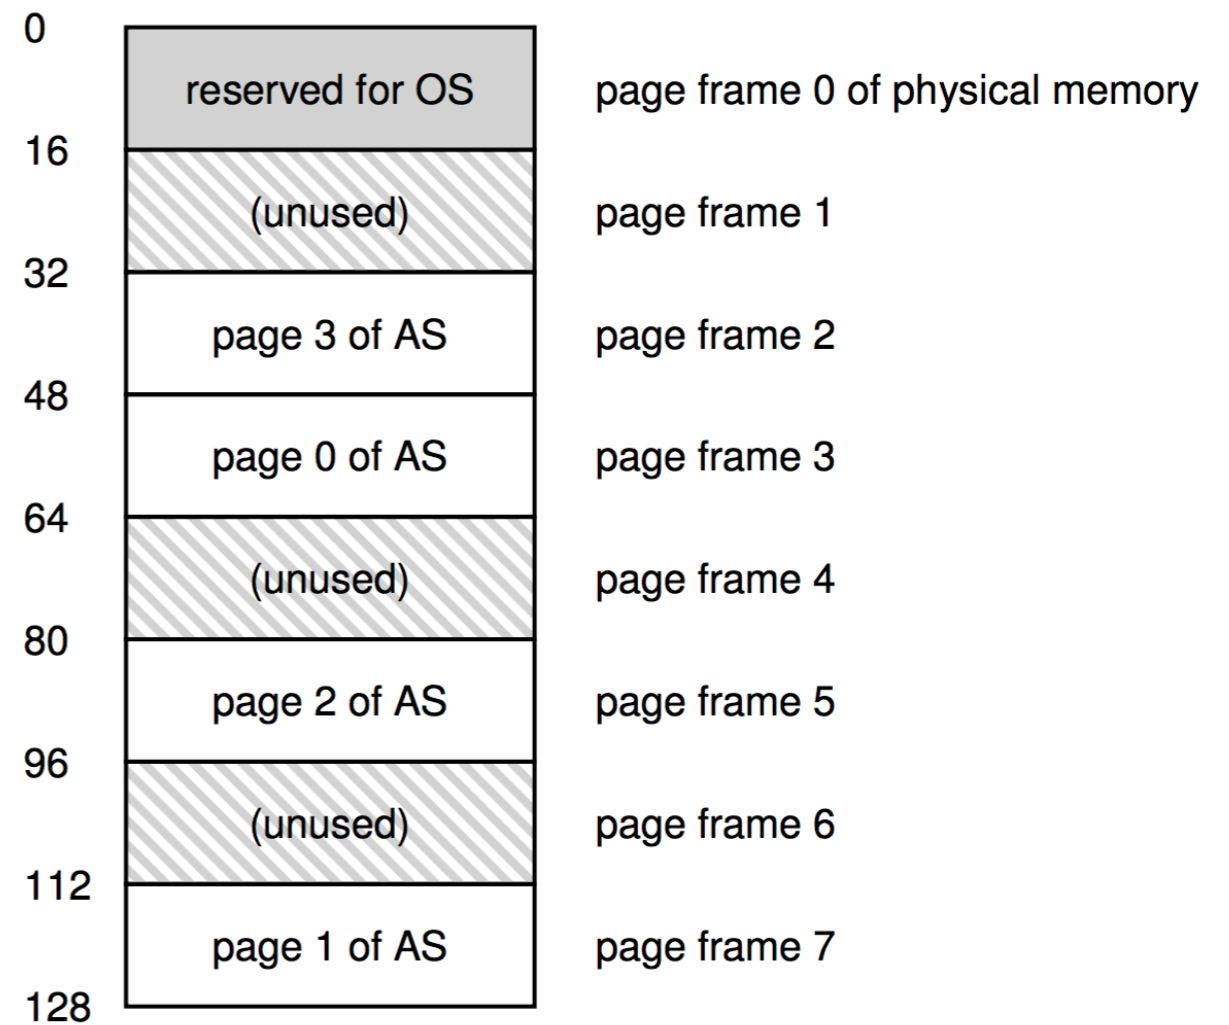 0
reserved for OS page frame 0 of physical memory
16
(unused) page frame 1
32
page 3 of AS page frame 2
48
page 0 of AS page frame 3
64
(unused) page frame 4
80
page 2 of AS page frame 5
96
(unused) page frame 6
112
page 1 of AS page frame 7
128